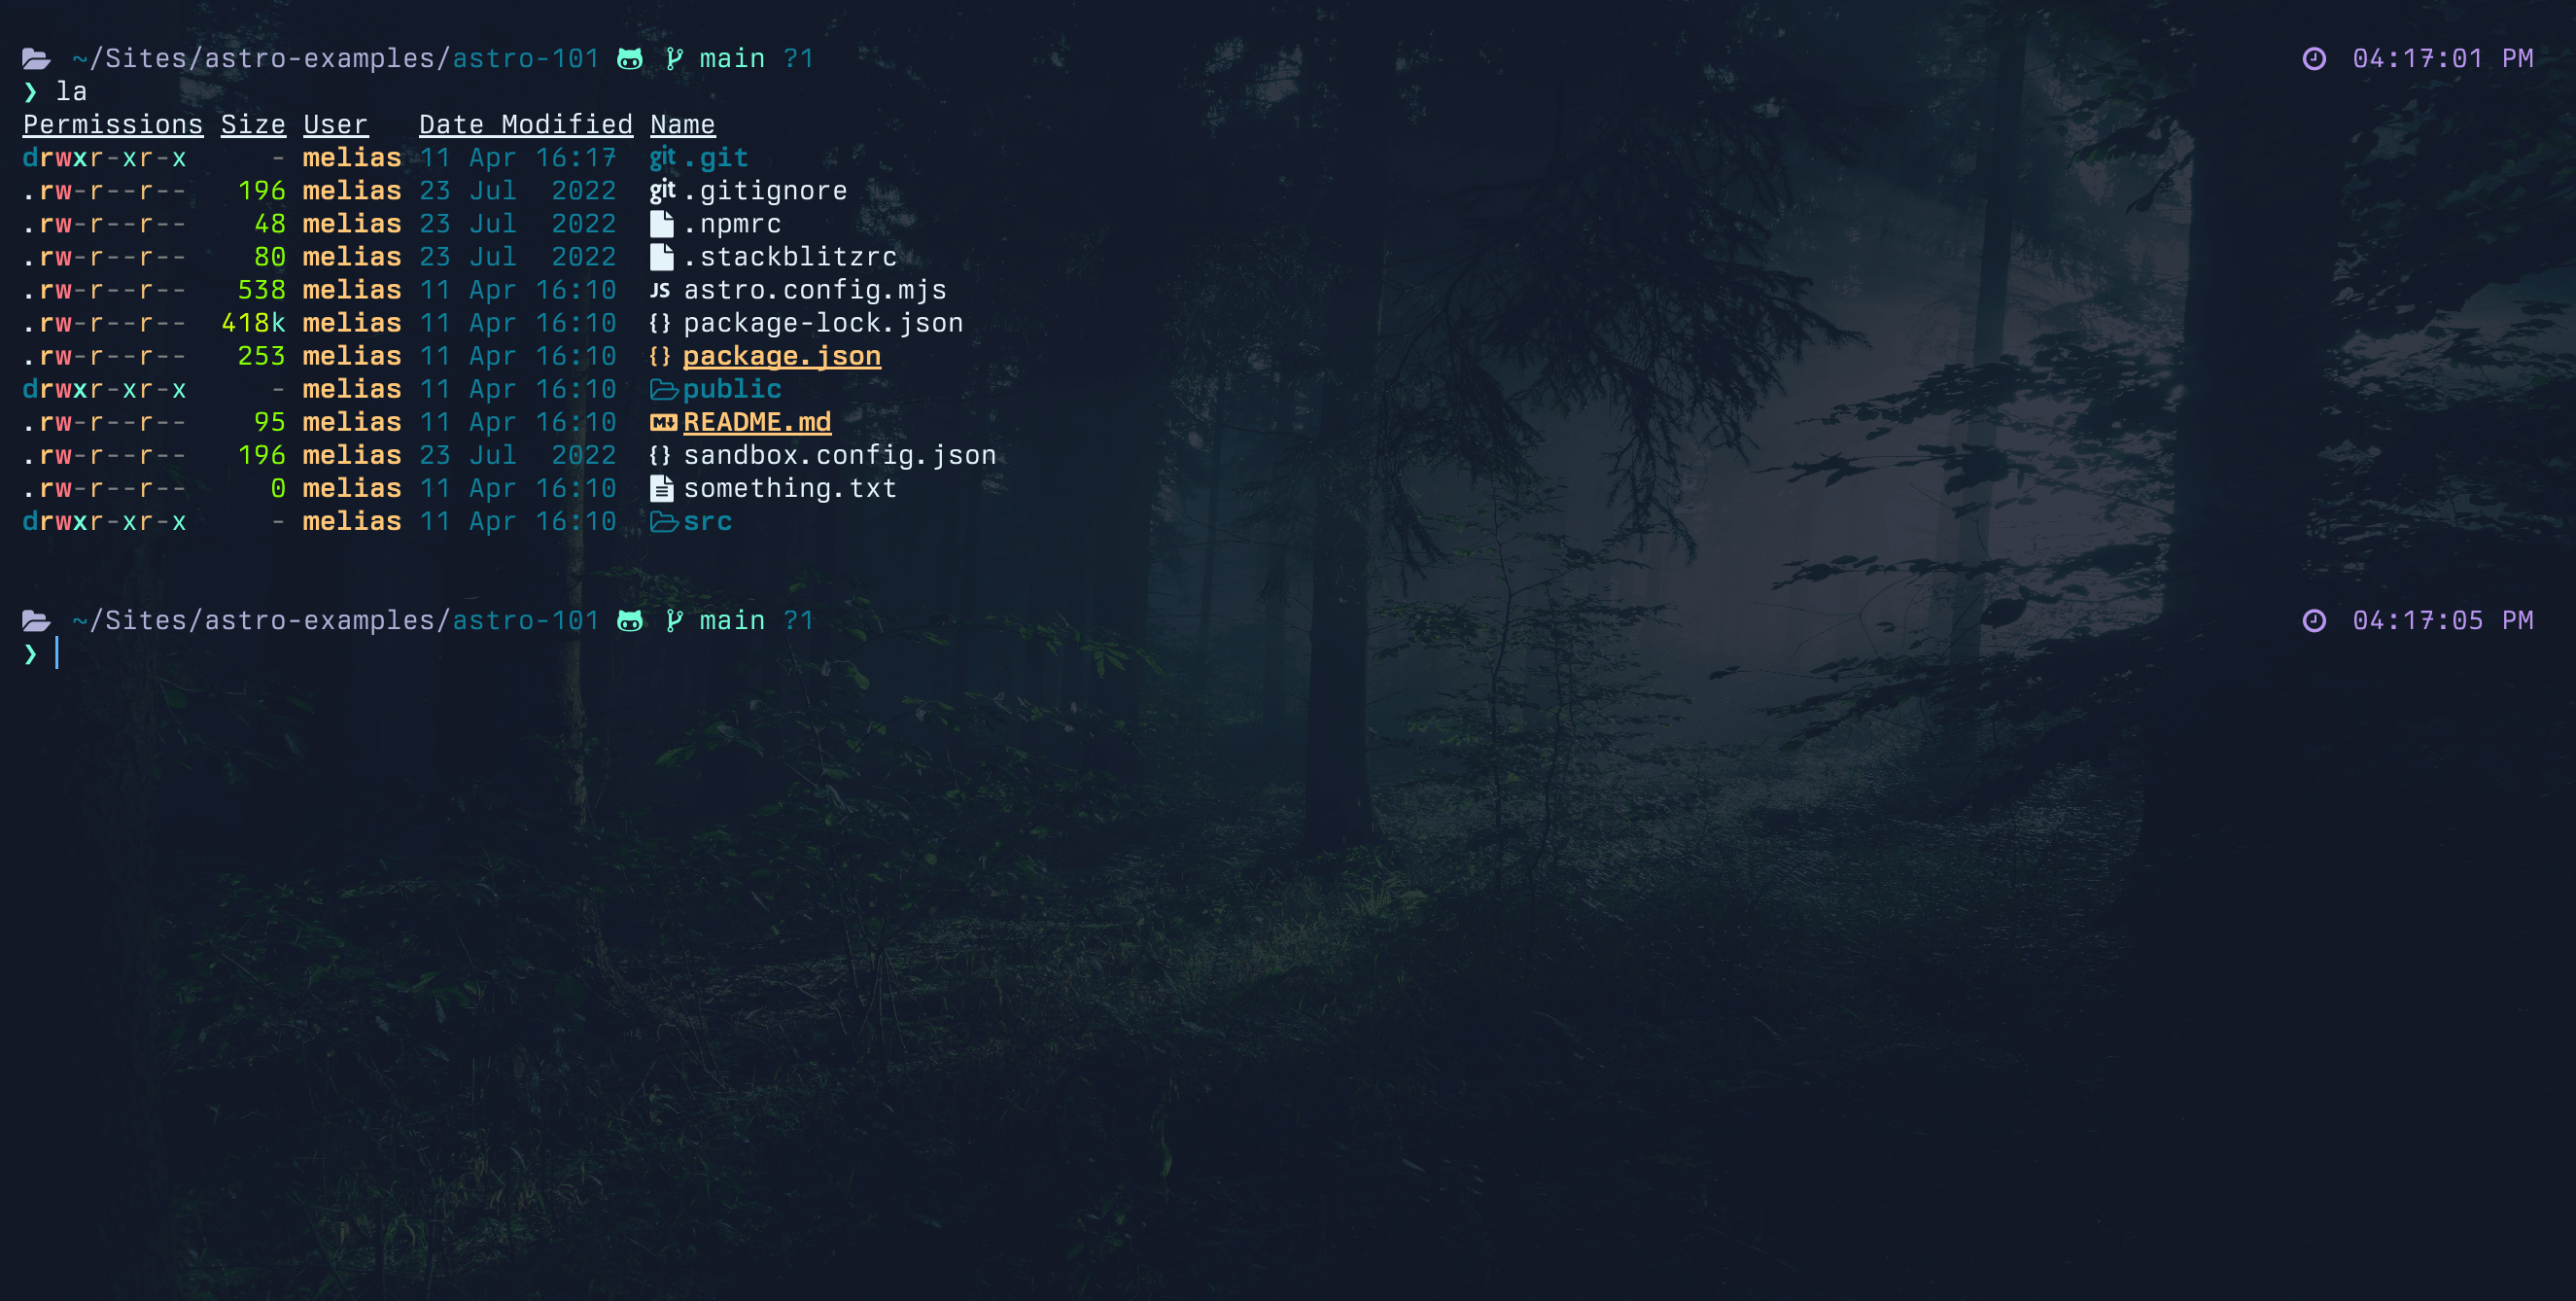 ~/Sites/astro-examples/astro-101 main ?1 04:17:01 PM
❯ la
Permissions Size User Date Modified Name
drwxr-xr-x - melias 11 Apr 16:17 git .git
.rw-r--r-- 196 melias 23 Jul 2022 git .gitignore
.rw-r--r-- 48 melias 23 Jul 2022 .npmrc
.rw-r--r-- 80 melias 23 Jul 2022 .stackblitzrc
.rw-r--r-- 538 melias 11 Apr 16:10 JS astro.config.mjs
.rw-r--r-- 418k melias 11 Apr 16:10 {} package-lock.json
.rw-r--r-- 253 melias 11 Apr 16:10 {} package.json
drwxr-xr-x - melias 11 Apr 16:10 public
.rw-r--r-- 95 melias 11 Apr 16:10 README.md
.rw-r--r-- 196 melias 23 Jul 2022 {} sandbox.config.json
.rw-r--r-- 0 melias 11 Apr 16:10 something.txt
drwxr-xr-x - melias 11 Apr 16:10 src
~/Sites/astro-examples/astro-101 main ?1 04:17:05 PM
❯